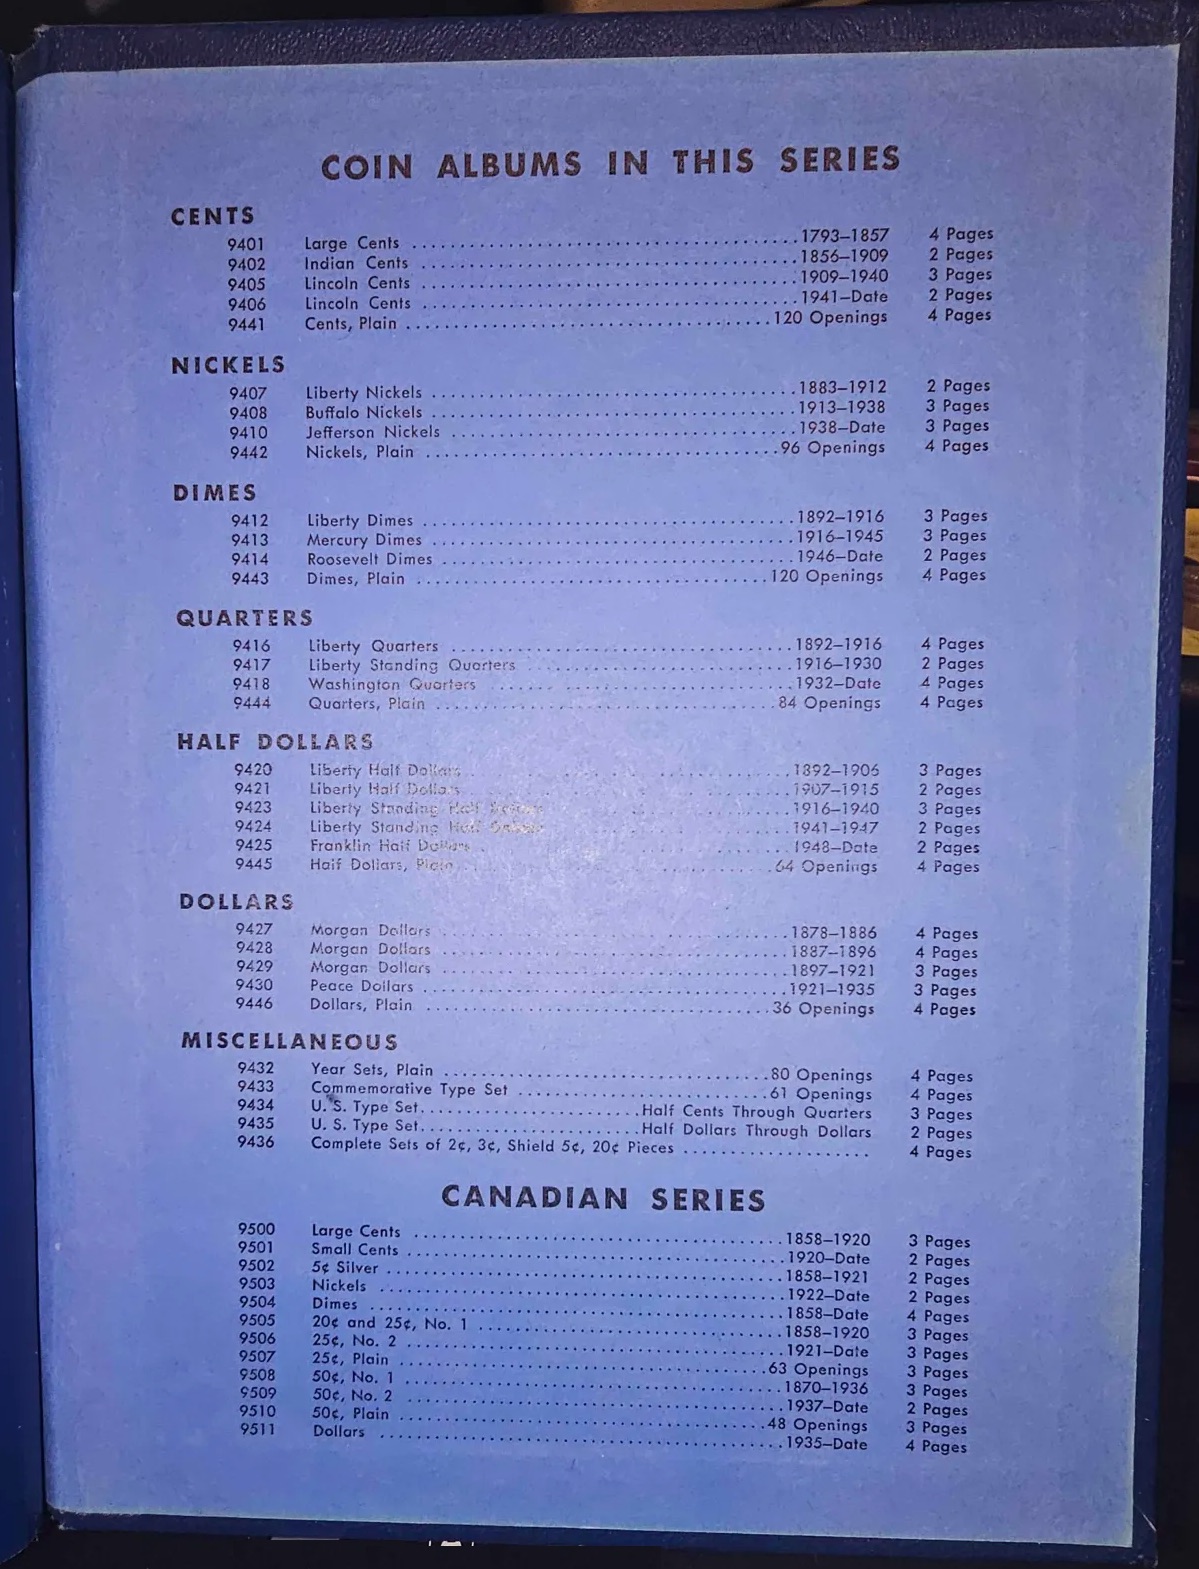 COIN ALBUMS IN THIS SERIES
CENTS
9401 Large Cents 1793–1857 4 Pages
9402 Indian Cents 1856–1909 2 Pages
9405 Lincoln Cents 1909–1940 3 Pages
9406 Lincoln Cents 1941–Date 2 Pages
9441 Cents, Plain 120 Openings 4 Pages
NICKELS
9407 Liberty Nickels 1883–1912 2 Pages
9408 Buffalo Nickels 1913–1938 3 Pages
9410 Jefferson Nickels 1938–Date 3 Pages
9442 Nickels, Plain 96 Openings 4 Pages
DIMES
9412 Liberty Dimes 1892–1916 3 Pages
9413 Mercury Dimes 1916–1945 3 Pages
9414 Roosevelt Dimes 1946–Date 2 Pages
9443 Dimes, Plain 120 Openings 4 Pages
QUARTERS
9416 Liberty Quarters 1892–1916 4 Pages
9417 Liberty Standing Quarters 1916–1930 2 Pages
9418 Washington Quarters 1932–Date 4 Pages
9444 Quarters, Plain 84 Openings 4 Pages
HALF DOLLARS
9420 Liberty Half Dollars 1892–1906 3 Pages
9421 Liberty Half Dollars 1907–1915 2 Pages
9423 Liberty Standing Half Dollars 1916–1940 3 Pages
9424 Liberty Standing Half Dollars 1941–1947 2 Pages
9425 Franklin Half Dollars 1948–Date 2 Pages
9445 Half Dollars, Plain 64 Openings 4 Pages
DOLLARS
9427 Morgan Dollars 1878–1886 4 Pages
9428 Morgan Dollars 1887–1896 4 Pages
9429 Morgan Dollars 1897–1921 3 Pages
9430 Peace Dollars 1921–1935 3 Pages
9446 Dollars, Plain 36 Openings 4 Pages
MISCELLANEOUS
9432 Year Sets, Plain 80 Openings 4 Pages
9433 Commemorative Type Set 61 Openings 4 Pages
9434 U. S. Type Set Half Cents Through Quarters 3 Pages
9435 U. S. Type Set Half Dollars Through Dollars 2 Pages
9436 Complete Sets of 2¢, 3¢, Shield 5¢, 20¢ Pieces 4 Pages
CANADIAN SERIES
9500 Large Cents 1858–1920 3 Pages
9501 Small Cents 1920–Date 2 Pages
9502 5¢ Silver 1858–1921 2 Pages
9503 Nickels 1922–Date 2 Pages
9504 Dimes 1858–Date 4 Pages
9505 20¢ and 25¢, No. 1 1858–1920 3 Pages
9506 25¢, No. 2 1921–Date 3 Pages
9507 25¢, Plain 63 Openings 3 Pages
9508 50¢, No. 1 1870–1936 3 Pages
9509 50¢, No. 2 1937–Date 2 Pages
9510 50¢, Plain 48 Openings 3 Pages
9511 Dollars 1935–Date 4 Pages